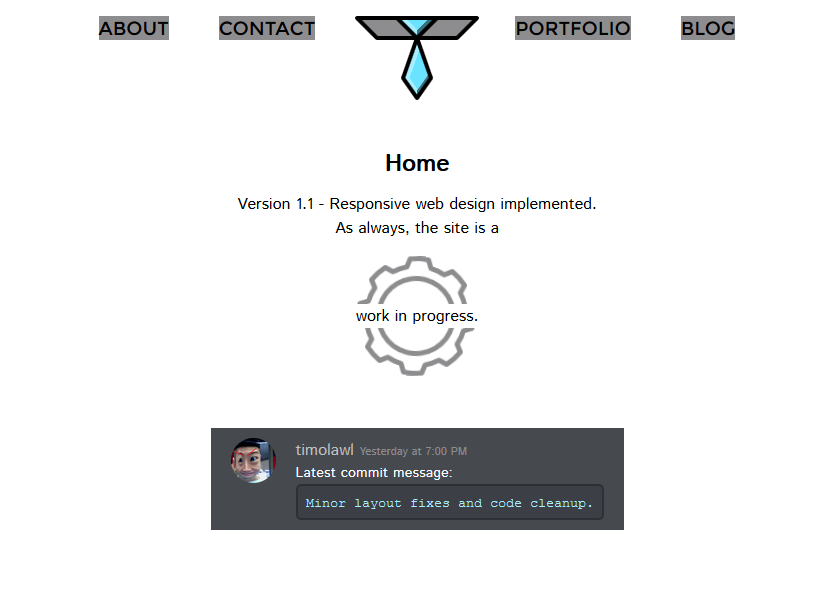 ABOUT CONTACT PORTFOLIO BLOG
Home
Version 1.1 - Responsive web design implemented.
As always, the site is a
work in progress.
timolawl Yesterday at 7:00 PM
Latest commit message:
Minor layout fixes and code cleanup.